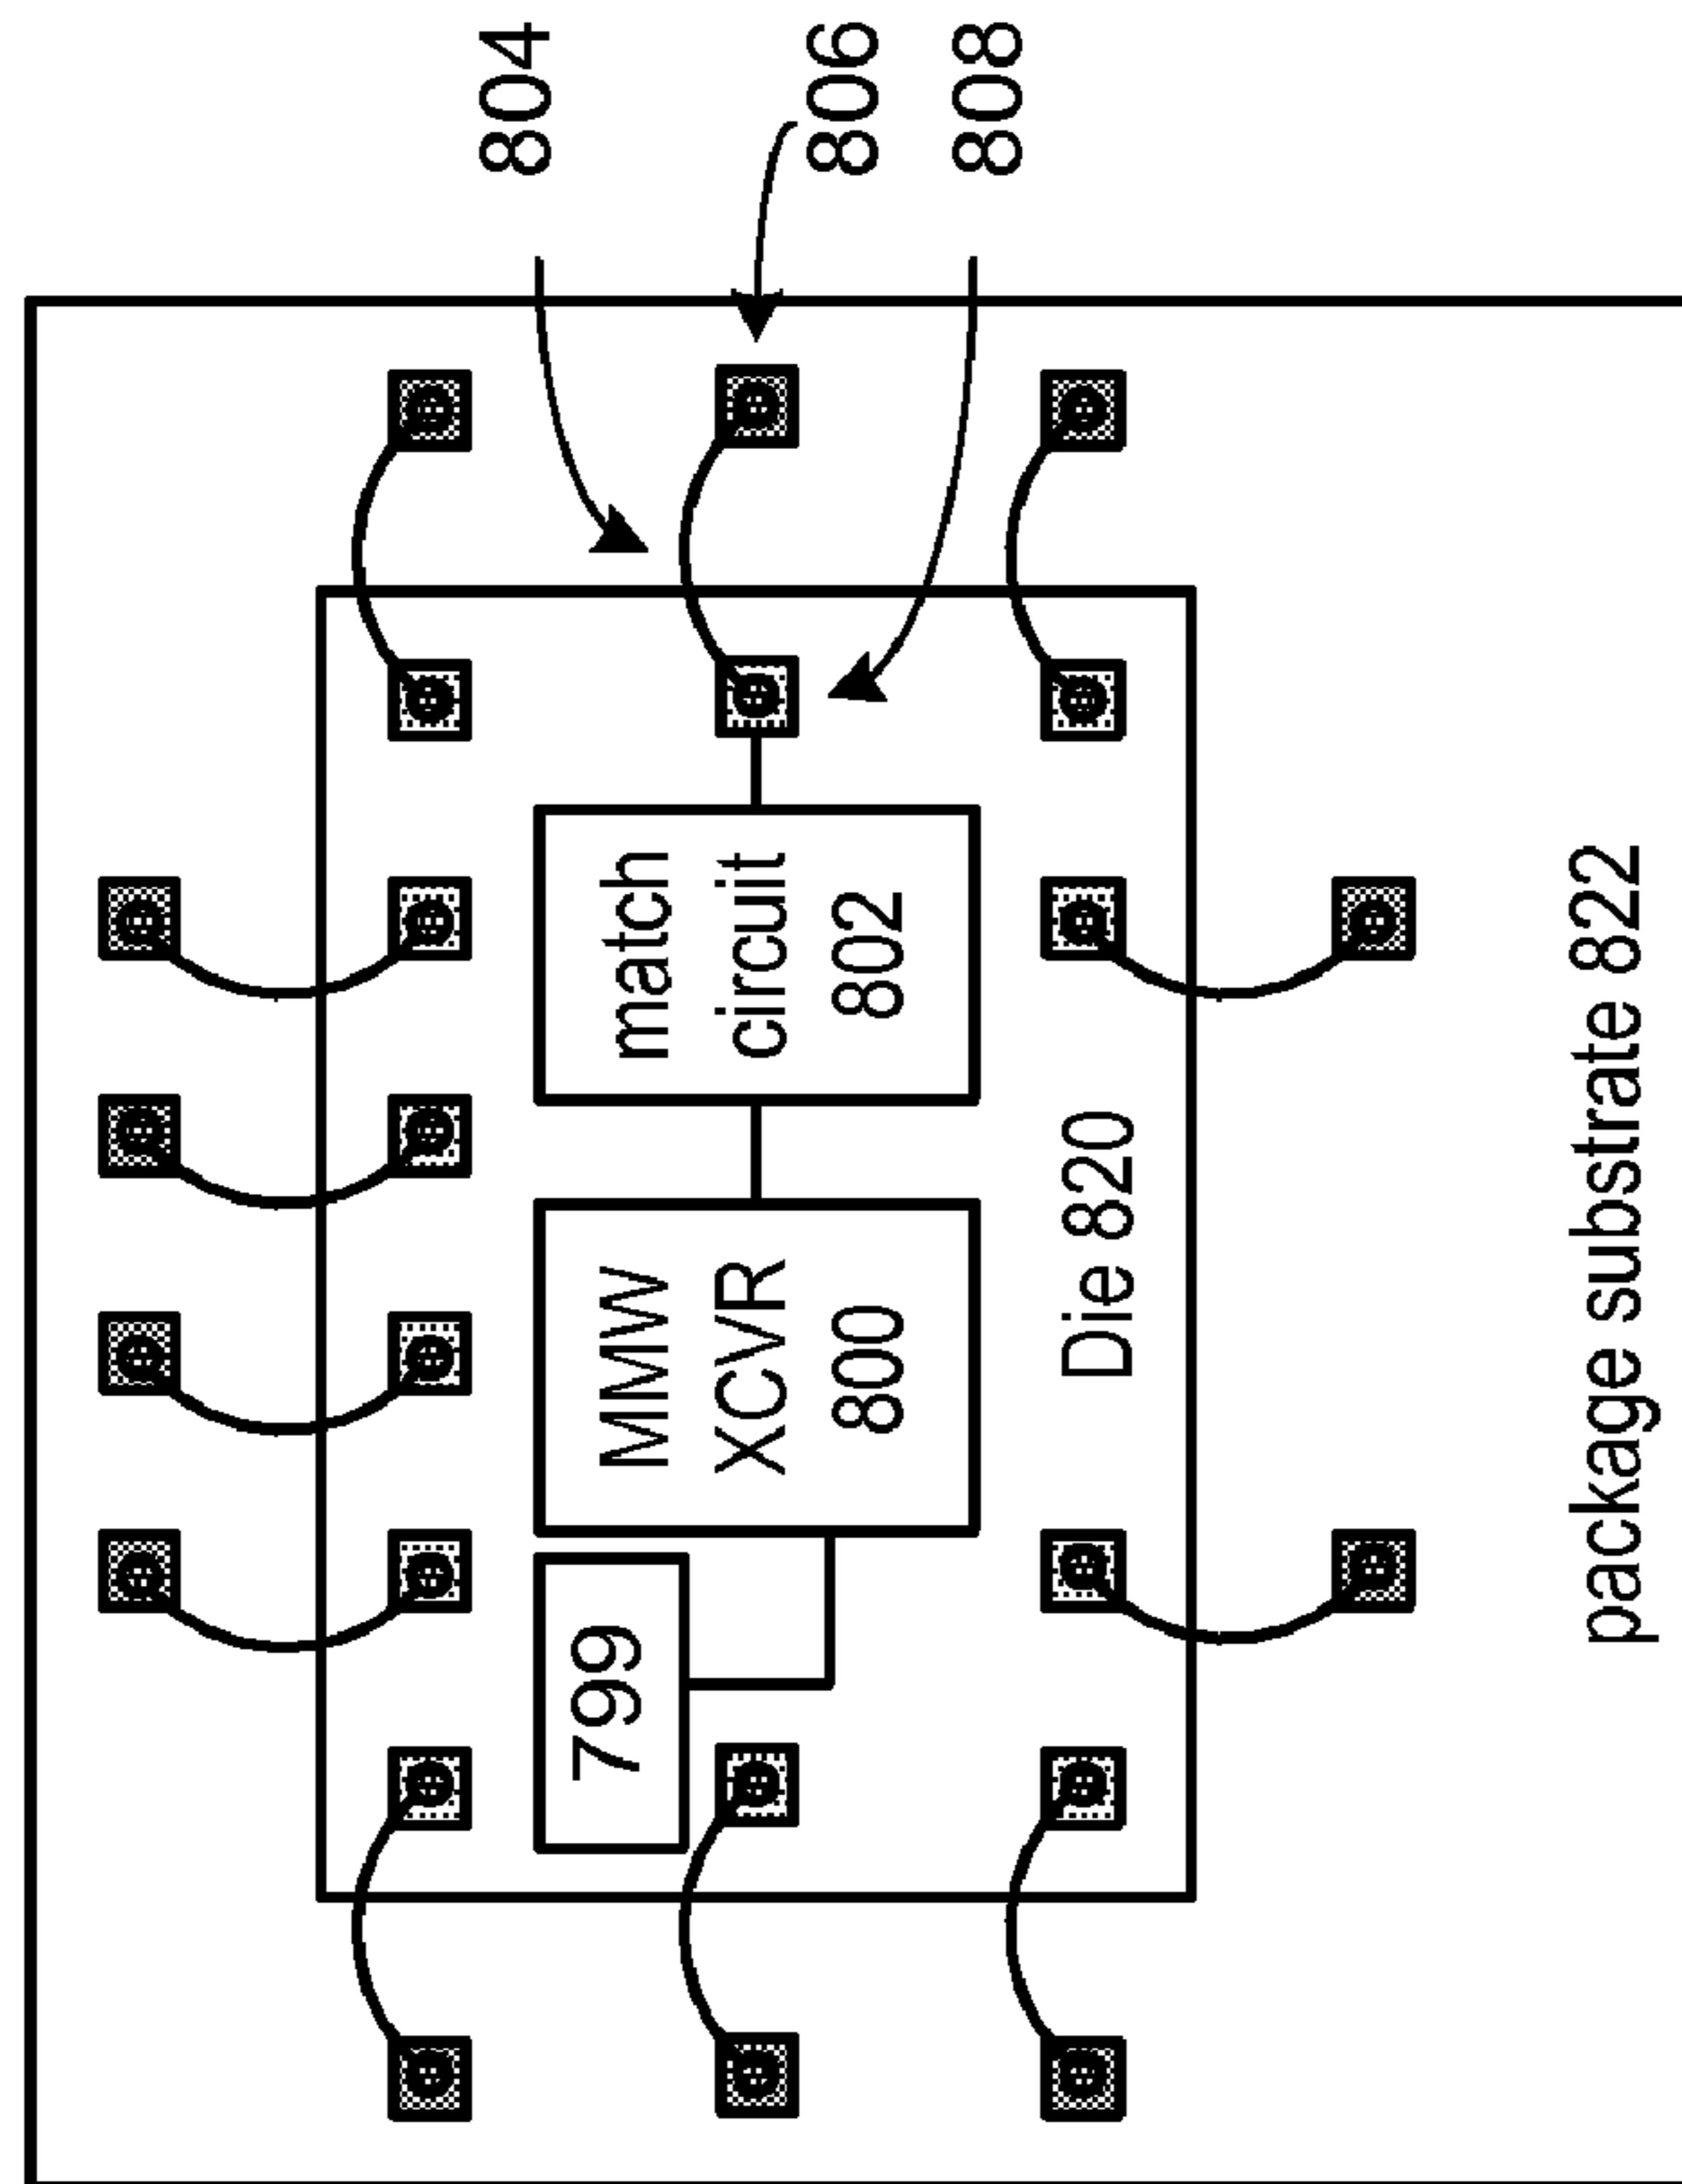 804
806
808
match
circuit
802
MMW
XCVR
800
799
Die 820
package substrate 822